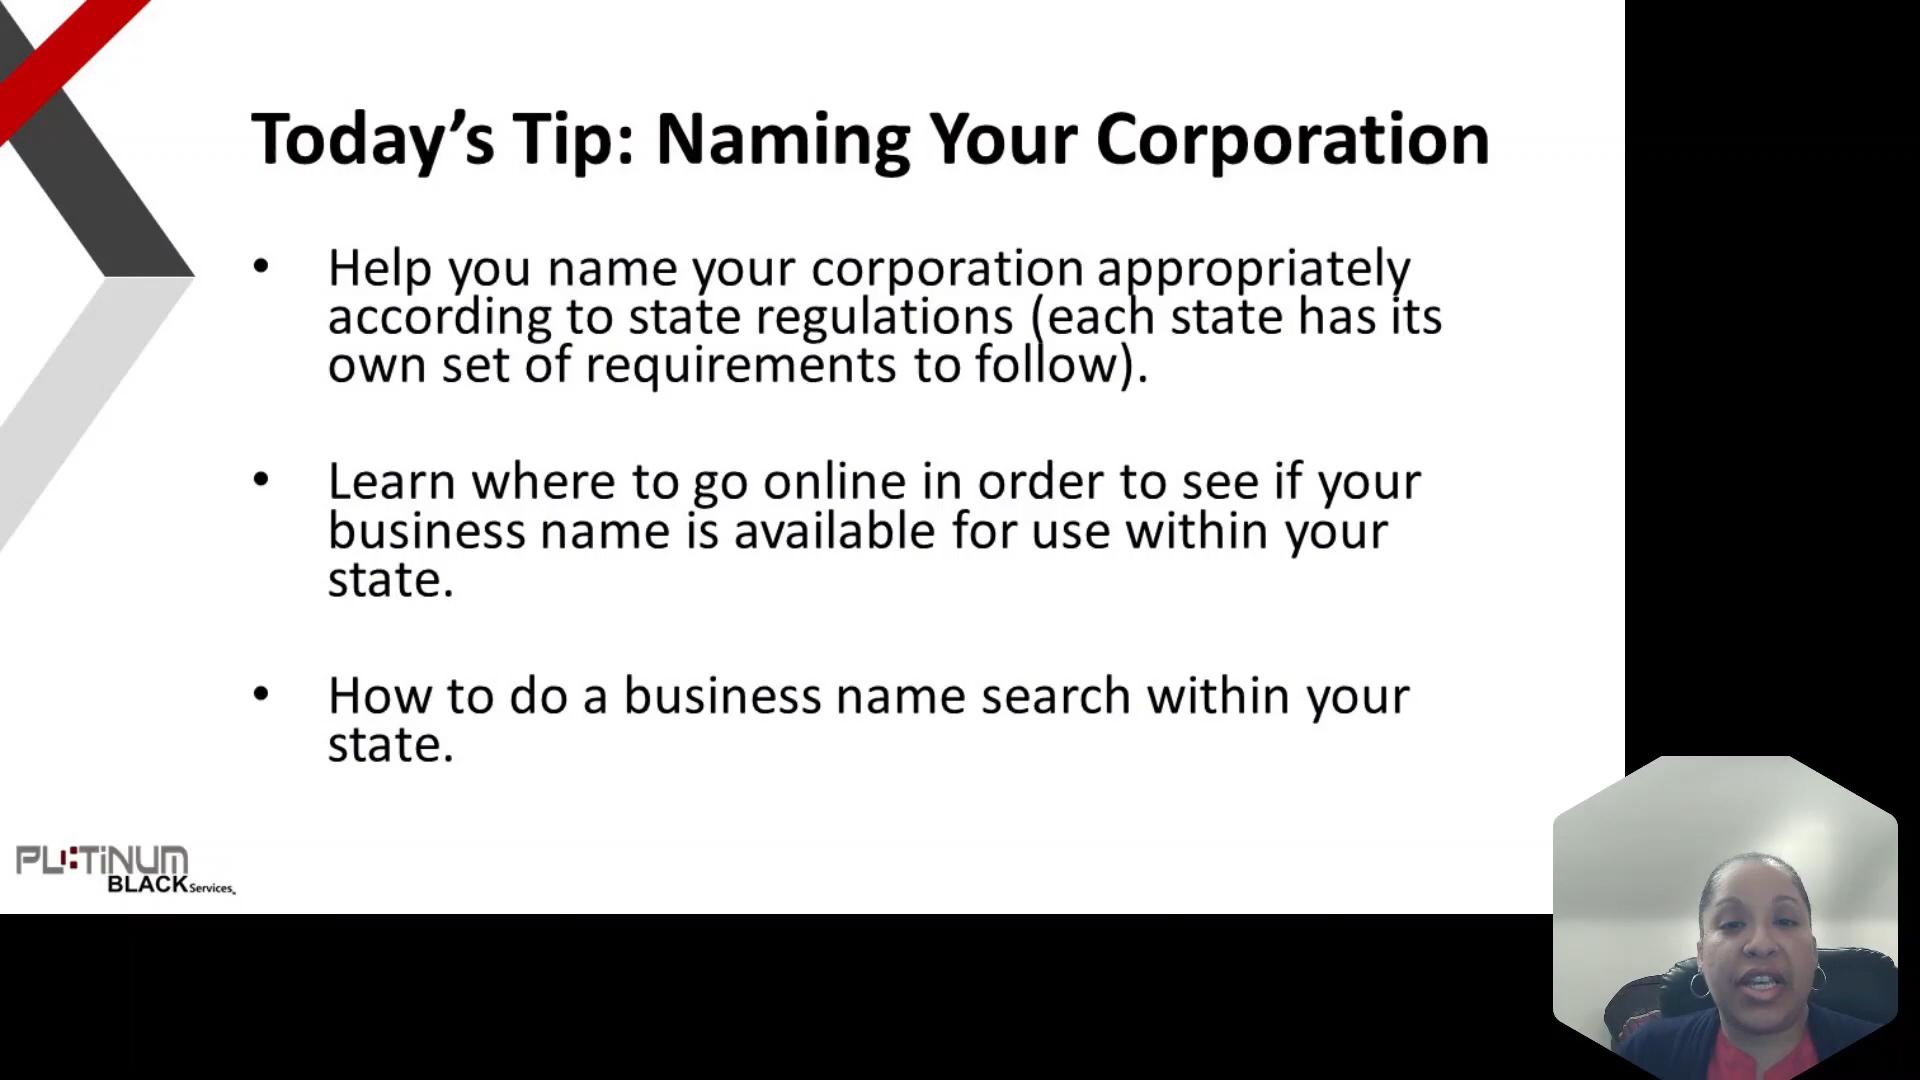 Today’s Tip: Naming Your Corporation
• Help you name your corporation appropriately
according to state regulations (each state has its
own set of requirements to follow).
• Learn where to go online in order to see if your
business name is available for use within your
state.
• How to do a business name search within your
state.
PLATiNUM
BLACK Services